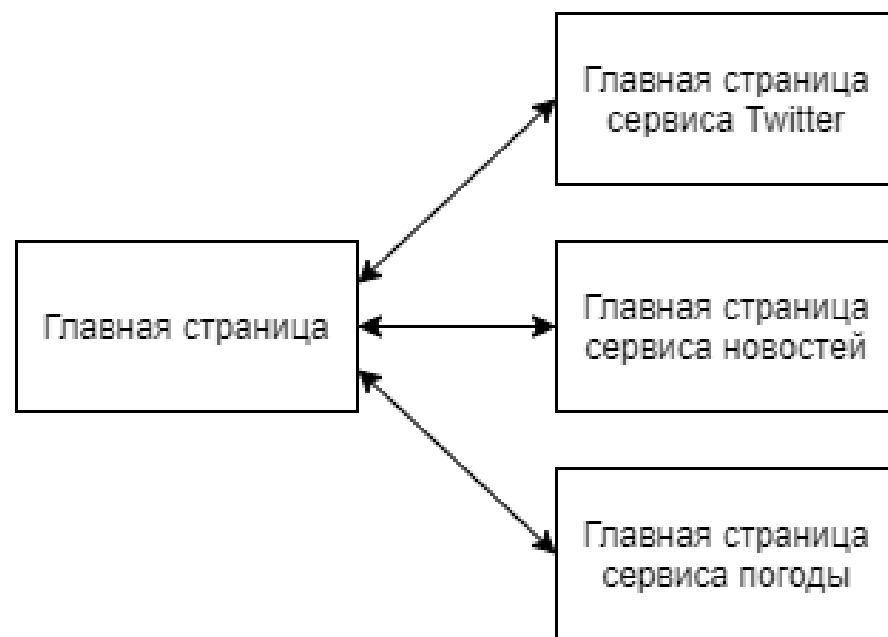 Главная страница
сервиса Twitter
Главная страница
Главная страница
сервиса новостей
Главная страница
сервиса погоды